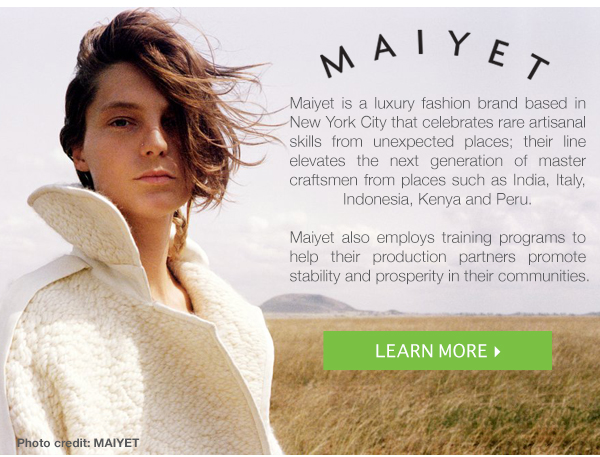 MAIYET
Maiyet is a luxury fashion brand based in
New York City that celebrates rare artisanal
skills from unexpected places; their line
elevates the next generation of master
craftsmen from places such as India, Italy,
Indonesia, Kenya and Peru.
Maiyet also employs training programs to
help their production partners promote
stability and prosperity in their communities.
LEARN MORE
Photo credit: MAIYET